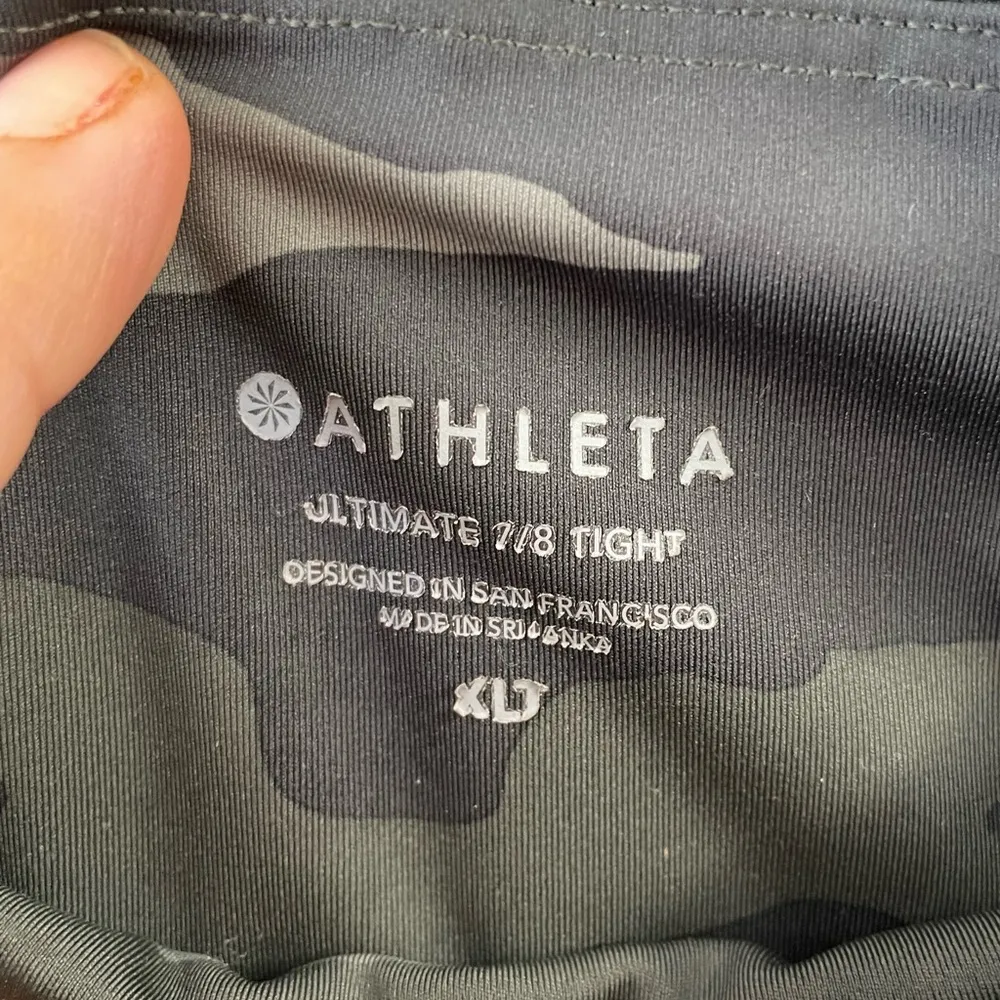 ATHLETA
ULTIMATE 7/8 TIGHT
DESIGNED IN SAN FRANCISCO
MADE IN SRI LANKA
XLT